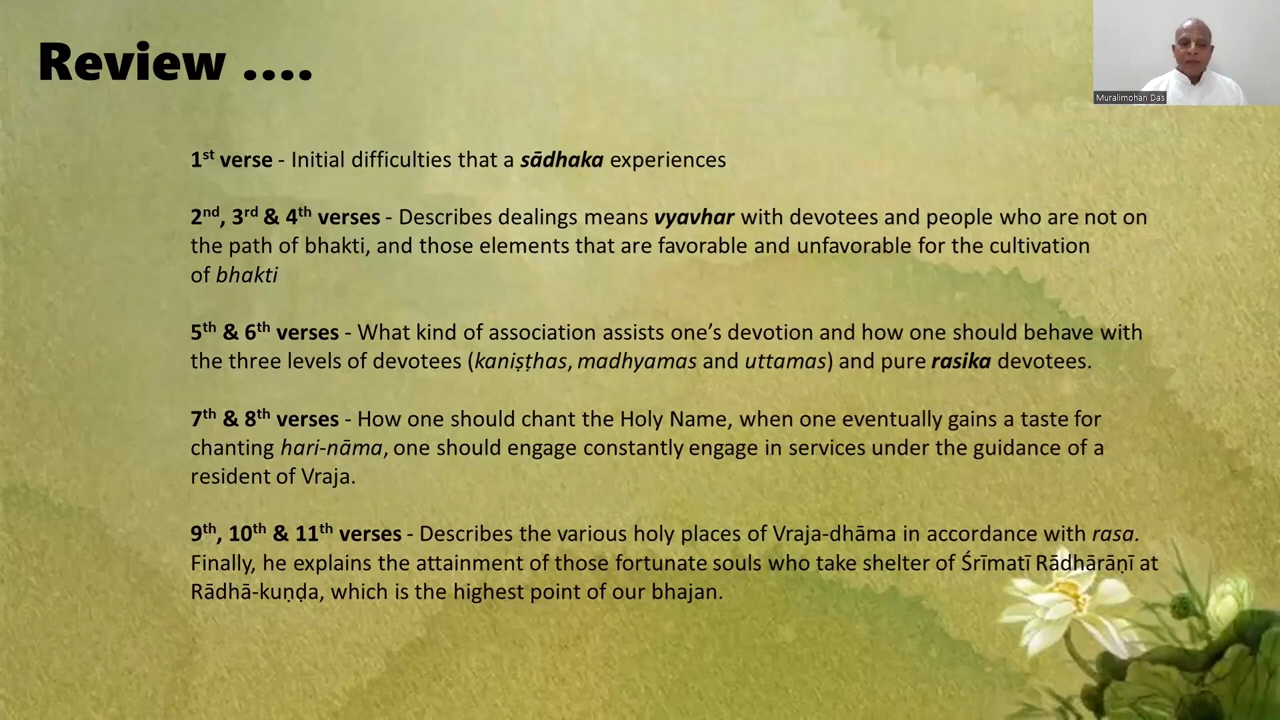 Review ....
Muralimohan Das
1st verse - Initial difficulties that a sādhaka experiences
2nd, 3rd & 4th verses - Describes dealings means vyavhar with devotees and people who are not on
the path of bhakti, and those elements that are favorable and unfavorable for the cultivation
of bhakti
5th & 6th verses - What kind of association assists one’s devotion and how one should behave with
the three levels of devotees (kaniṣṭhas, madhyamas and uttamas) and pure rasika devotees.
7th & 8th verses - How one should chant the Holy Name, when one eventually gains a taste for
chanting hari-nāma, one should engage constantly engage in services under the guidance of a
resident of Vraja.
9th, 10th & 11th verses - Describes the various holy places of Vraja-dhāma in accordance with rasa.
Finally, he explains the attainment of those fortunate souls who take shelter of Śrīmatī Rādhārāṇī at
Rādhā-kuṇḍa, which is the highest point of our bhajan.